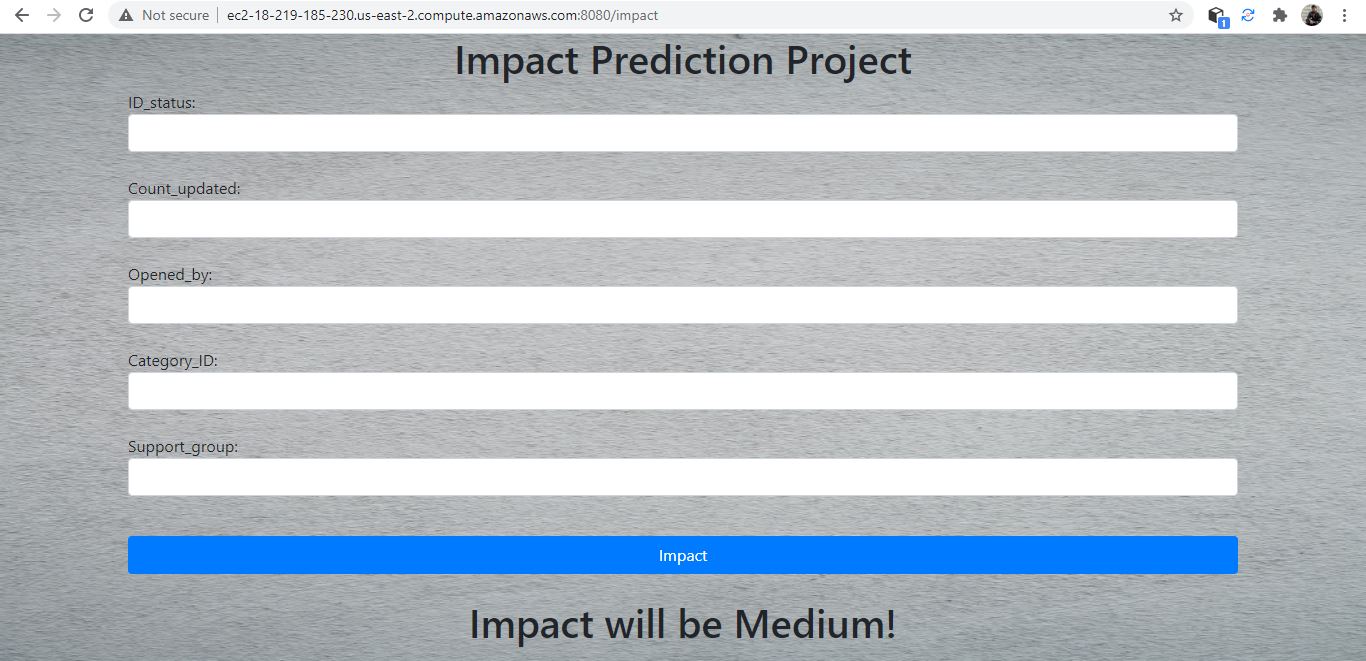 Not secure
ec2-18-219-185-230.us-east-2.compute.amazonaws.com:8080/impact
1
Impact Prediction Project
ID_status:
Count_updated:
Opened_by:
Category_ID:
Support_group:
Impact
Impact will be Medium!